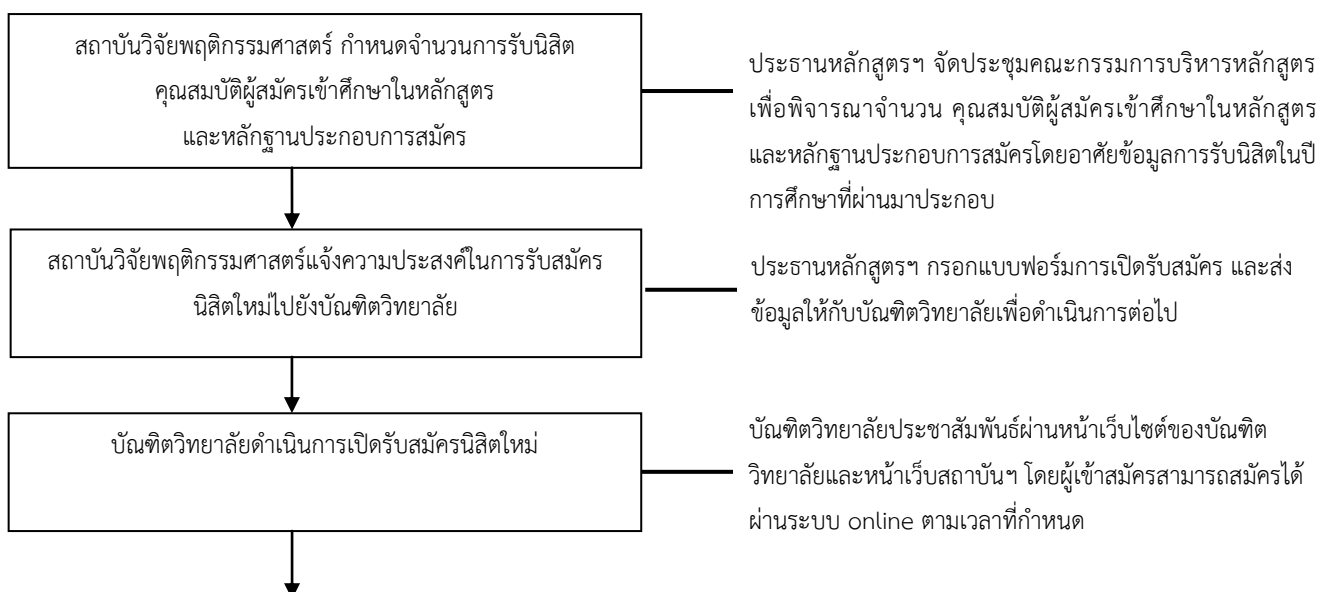 สถาบันวิจัยพฤติกรรมศาสตร์ กำหนดจำนวนการรับนิสิต
คุณสมบัติผู้สมัครเข้าศึกษาในหลักสูตร
และหลักฐานประกอบการสมัคร
ประธานหลักสูตรฯ จัดประชุมคณะกรรมการบริหารหลักสูตร
เพื่อพิจารณาจำนวน คุณสมบัติผู้สมัครเข้าศึกษาในหลักสูตร
และหลักฐานประกอบการสมัครโดยอาศัยข้อมูลการรับนิสิตในปี
การศึกษาที่ผ่านมาประกอบ
สถาบันวิจัยพฤติกรรมศาสตร์แจ้งความประสงค์ในการรับสมัคร
นิสิตใหม่ไปยังบัณฑิตวิทยาลัย
ประธานหลักสูตรฯ กรอกแบบฟอร์มการเปิดรับสมัคร และส่ง
ข้อมูลให้กับบัณฑิตวิทยาลัยเพื่อดำเนินการต่อไป
บัณฑิตวิทยาลัยดำเนินการเปิดรับสมัครนิสิตใหม่
บัณฑิตวิทยาลัยประชาสัมพันธ์ผ่านหน้าเว็บไซต์ของบัณฑิต
วิทยาลัยและหน้าเว็บสถาบันฯ โดยผู้เข้าสมัครสามารถสมัครได้
ผ่านระบบ online ตามเวลาที่กำหนด